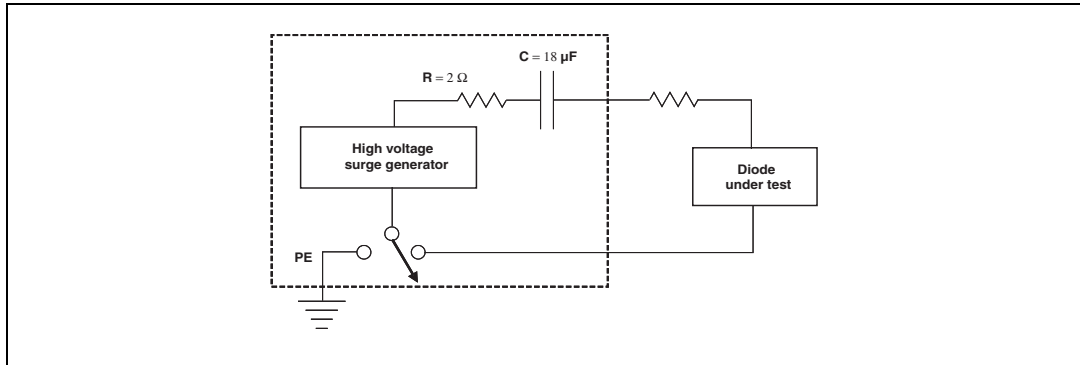 C = 18 µF
R = 2 Ω
High voltage
surge generator
Diode
under test
PE